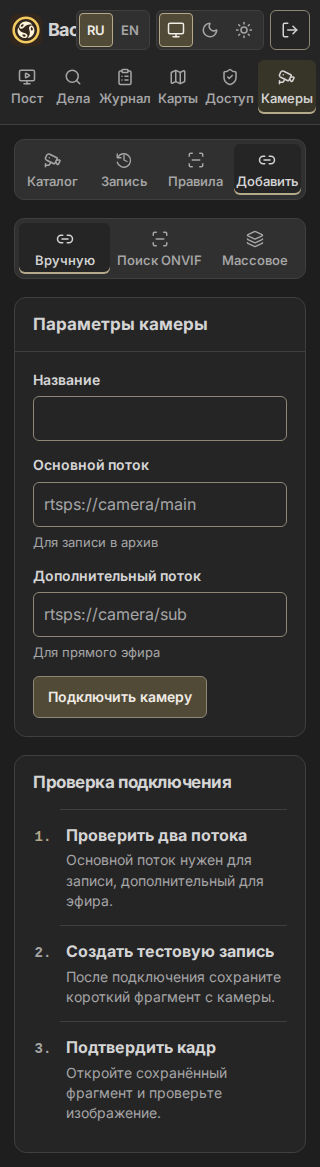 Вас
RU EN
Пост Дела Журнал Карты Доступ Камеры
Каталог Запись Правила Добавить
Вручную Поиск ONVIF Массовое
Параметры камеры
Название
Основной поток
rtsps://camera/main
Для записи в архив
Дополнительный поток
rtsps://camera/sub
Для прямого эфира
Подключить камеру
Проверка подключения
1. Проверить два потока
Основной поток нужен для
записи, дополнительный для
эфира.
2. Создать тестовую запись
После подключения сохраните
короткий фрагмент с камеры.
3. Подтвердить кадр
Откройте сохранённый
фрагмент и проверьте
изображение.